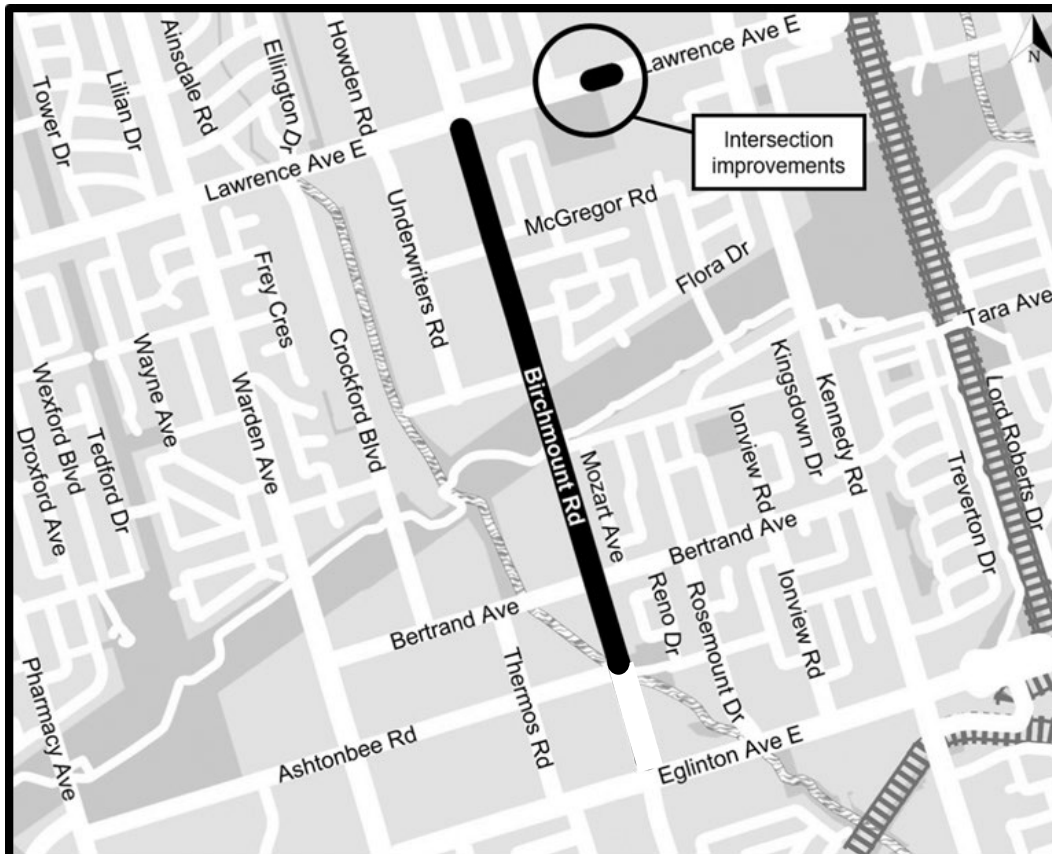 Tower Dr
Lilian Dr
Ainsdale Rd
Ellington Dr
Howden Rd
Lawrence Ave E
N
Intersection
improvements
Lawrence Ave E
Underwriters Rd
McGregor Rd
Flora Dr
Frey Cres
Tara Ave
Wexford Blvd
Droxford Ave
Tedford Dr
Wayne Ave
Warden Ave
Crockford Blvd
Birchmount Rd
Mozart Ave
Ionview Rd
Kingsdown Dr
Kennedy Rd
Treverton Dr
Lord Roberts Dr
Bertrand Ave
Bertrand Ave
Reno Dr
Rosemount Dr
Ionview Rd
Pharmacy Ave
Ashtonbee Rd
Thermos Rd
Eglinton Ave E